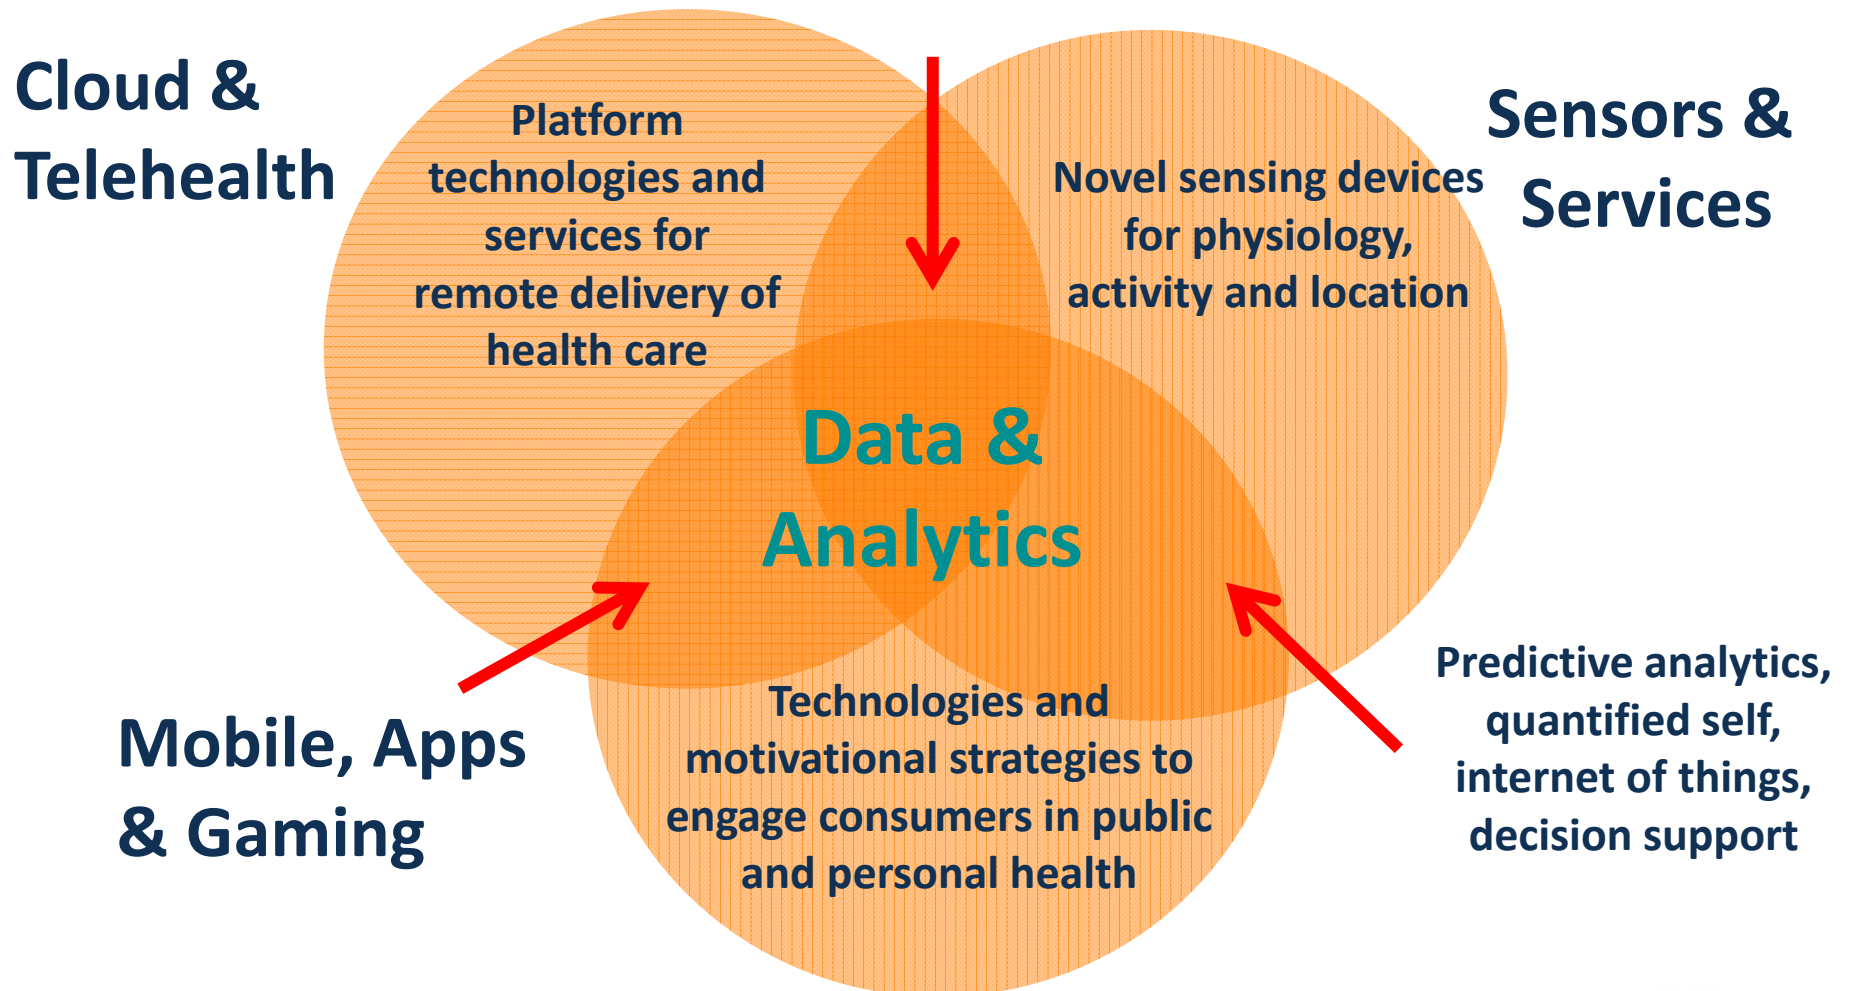 Cloud &
Telehealth
Platform
technologies and
services for
remote delivery of
health care
Sensors &
Services
Novel sensing devices
for physiology,
activity and location
Data &
Analytics
Mobile, Apps
& Gaming
Technologies and
motivational strategies to
engage consumers in public
and personal health
Predictive analytics,
quantified self,
internet of things,
decision support